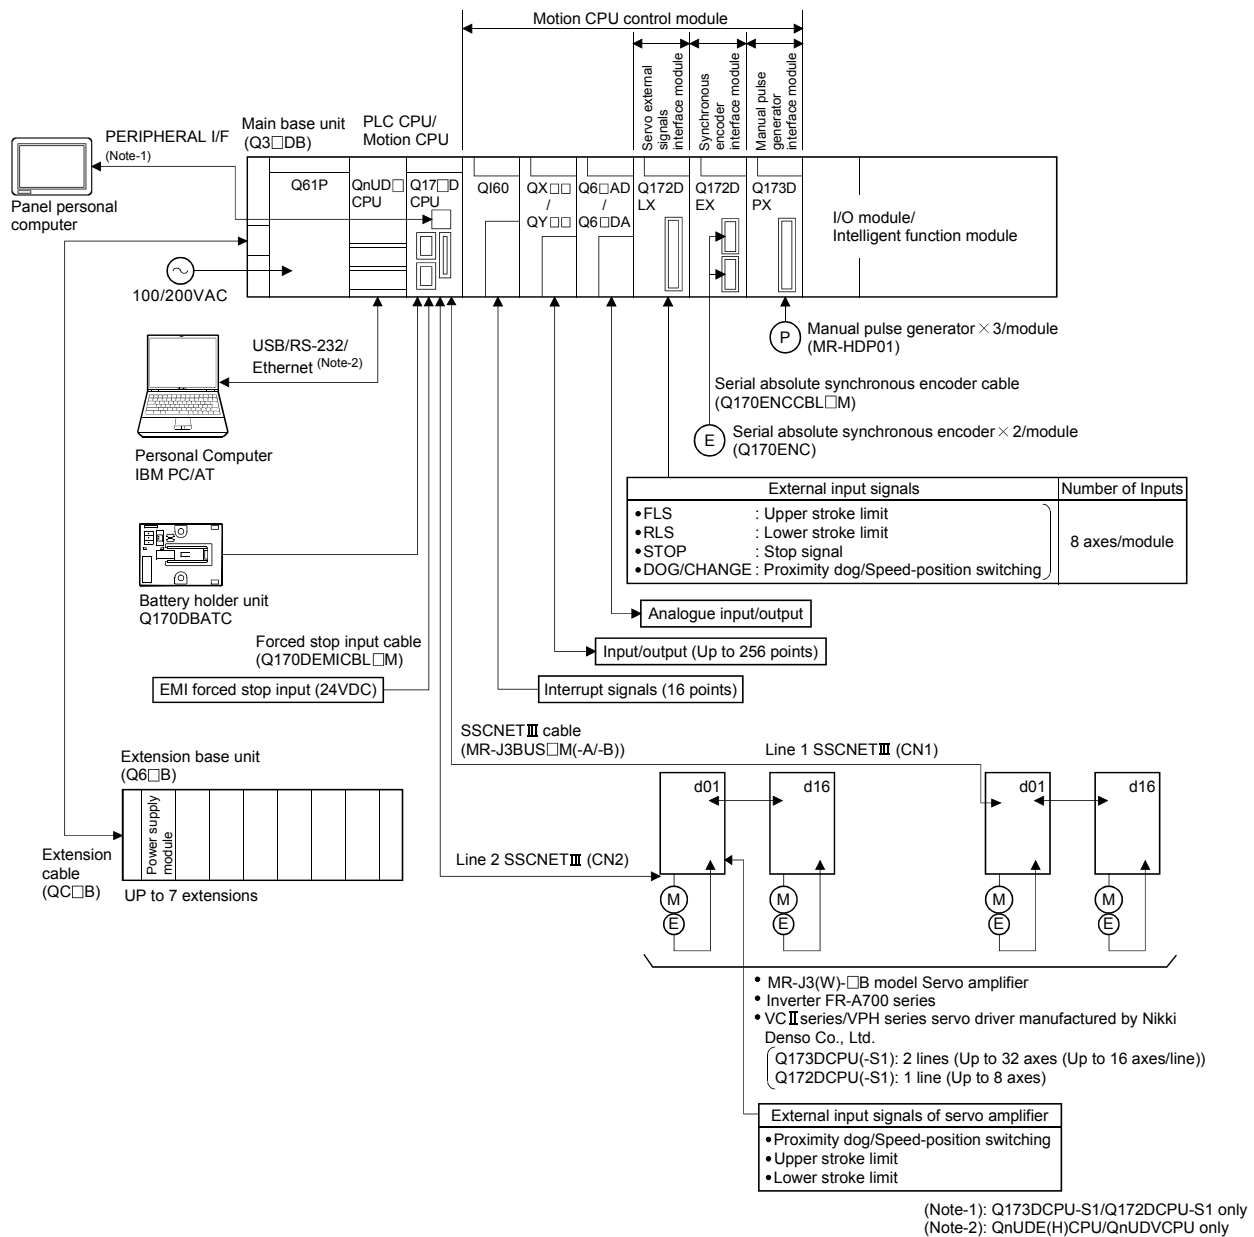 Motion CPU control module
Servo external
signals
interface module
Synchronous
encoder
interface module
Manual pulse
generator
interface module
PERIPHERAL I/F
(Note-1)
Main base unit
(Q3□DB)
PLC CPU/
Motion CPU
Panel personal
computer
Q61P
QnUD□
CPU
Q17□D
CPU
QI60
QX□□
/
QY□□
Q6□AD
/
Q6□DA
Q172D
LX
Q172D
EX
Q173D
PX
I/O module/
Intelligent function module
100/200VAC
P
Manual pulse generator×3/module
(MR-HDP01)
USB/RS-232/
Ethernet (Note-2)
Serial absolute synchronous encoder cable
(Q170ENCCBL□M)
E
Serial absolute synchronous encoder×2/module
(Q170ENC)
Personal Computer
IBM PC/AT
External input signals
Number of Inputs
•FLS : Upper stroke limit
•RLS : Lower stroke limit
•STOP : Stop signal
•DOG/CHANGE : Proximity dog/Speed-position switching
8 axes/module
Battery holder unit
Q170DBATC
Analogue input/output
Forced stop input cable
(Q170DEMICBL□M)
Input/output (Up to 256 points)
EMI forced stop input (24VDC)
Interrupt signals (16 points)
SSCNETⅢ cable
(MR-J3BUS□M(-A/-B))
Line 1 SSCNETⅢ (CN1)
Extension base unit
(Q6□B)
d01
d16
d01
d16
Power supply
module
Extension
cable
(QC□B)
UP to 7 extensions
Line 2 SSCNETⅢ (CN2)
M
E
M
E
M
E
M
E
• MR-J3(W)-□B model Servo amplifier
• Inverter FR-A700 series
• VCⅡseries/VPH series servo driver manufactured by Nikki
Denso Co., Ltd.
Q173DCPU(-S1): 2 lines (Up to 32 axes (Up to 16 axes/line))
Q172DCPU(-S1): 1 line (Up to 8 axes)
External input signals of servo amplifier
•Proximity dog/Speed-position switching
•Upper stroke limit
•Lower stroke limit
(Note-1): Q173DCPU-S1/Q172DCPU-S1 only
(Note-2): QnUDE(H)CPU/QnUDVCPU only